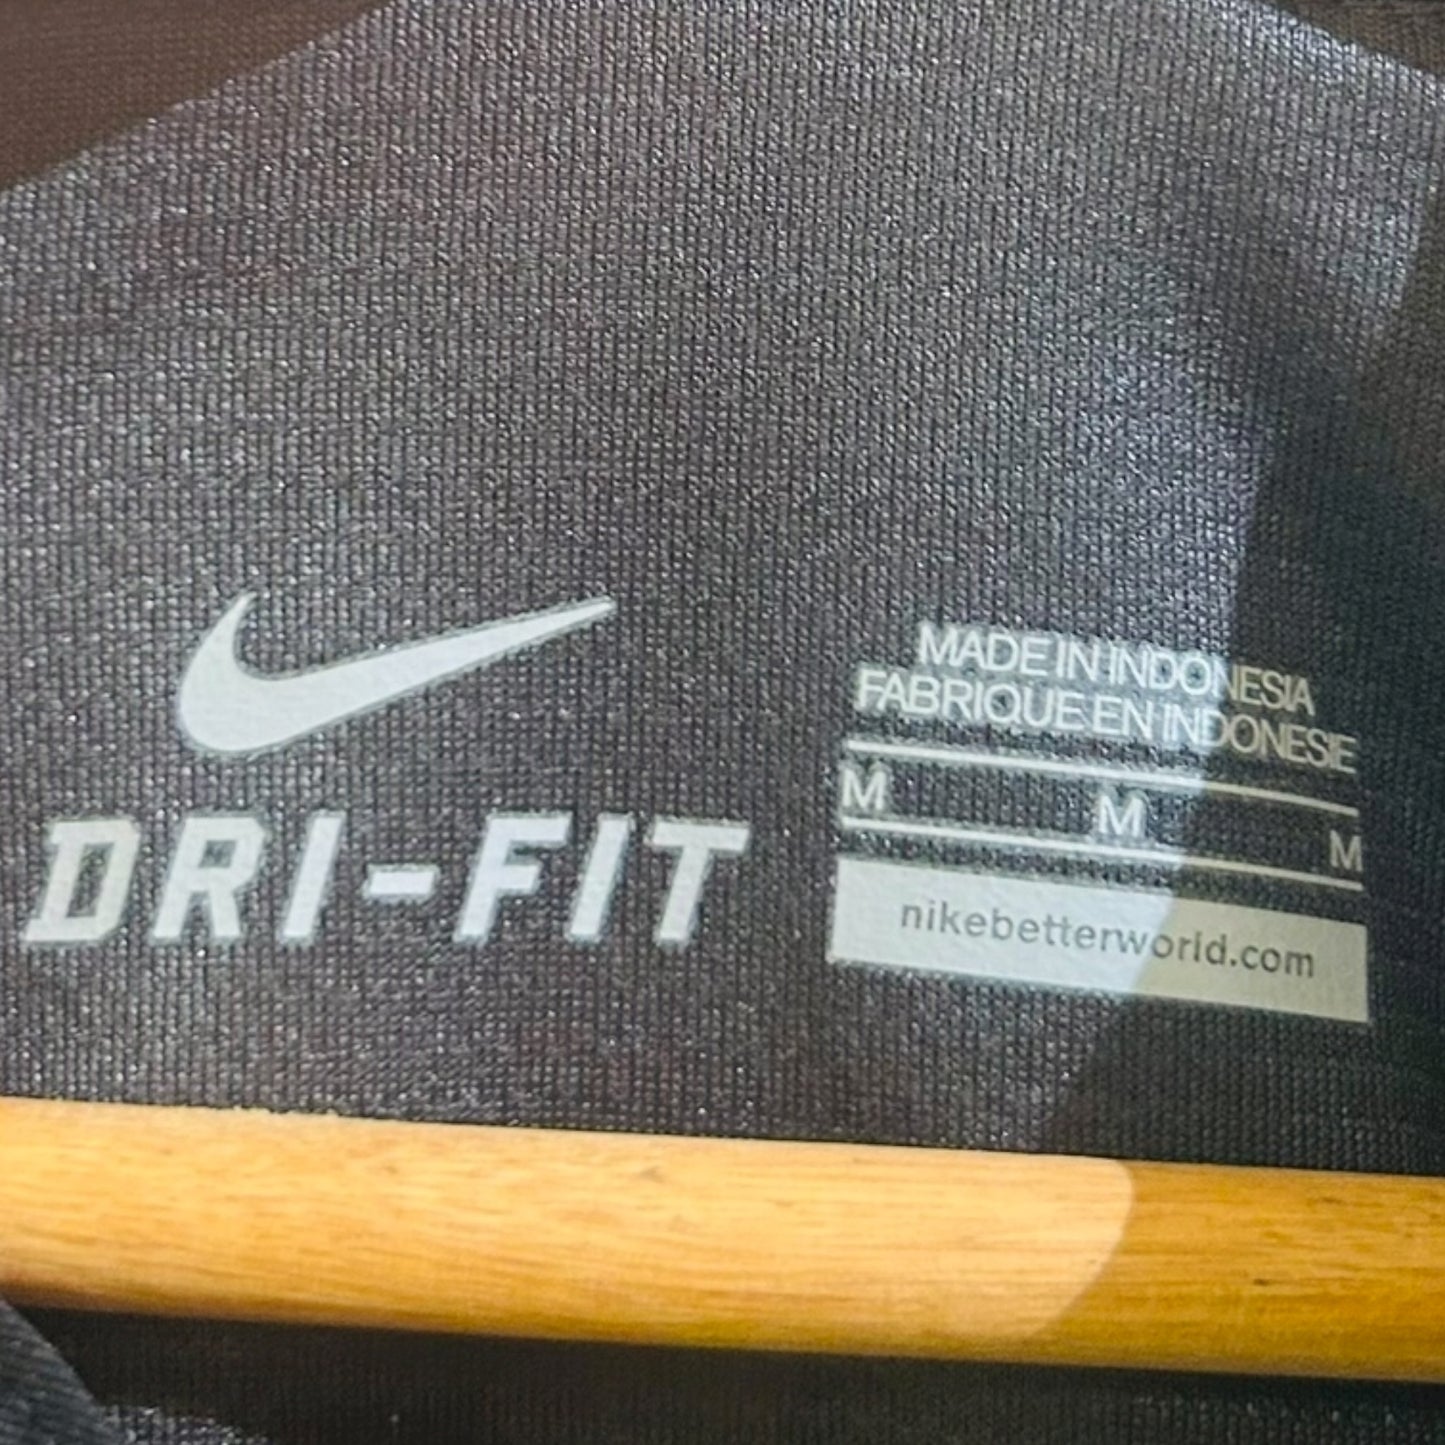 DRI-FIT
MADE IN INDONESIA
FABRIQUE EN INDONESIE
M M M
nikebetterworld.com